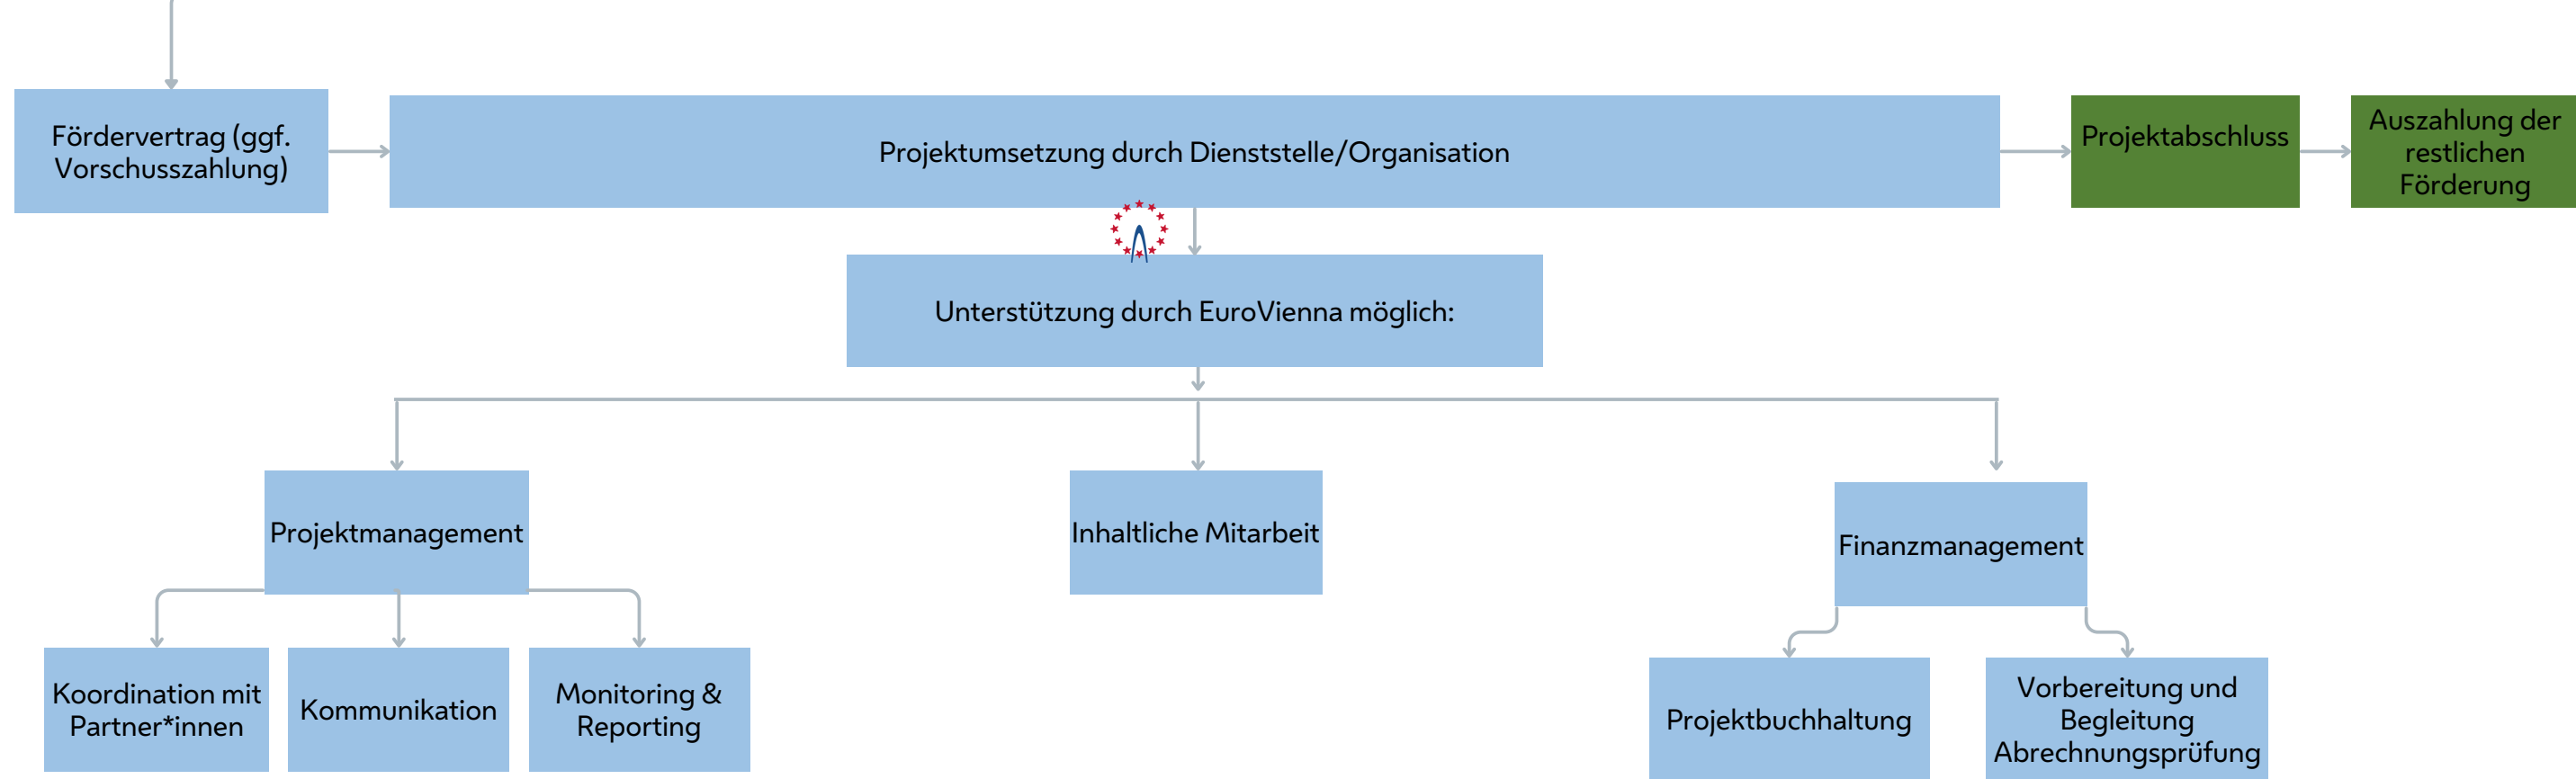 Fördervertrag (ggf.
Vorschusszahlung)
Projektumsetzung durch Dienststelle/Organisation
Projektabschluss
Auszahlung der
restlichen
Förderung
Unterstützung durch EuroVienna möglich:
Projektmanagement
Inhaltliche Mitarbeit
Finanzmanagement
Koordination mit
Partner*innen
Kommunikation
Monitoring &
Reporting
Projektbuchhaltung
Vorbereitung und
Begleitung
Abrechnungsprüfung